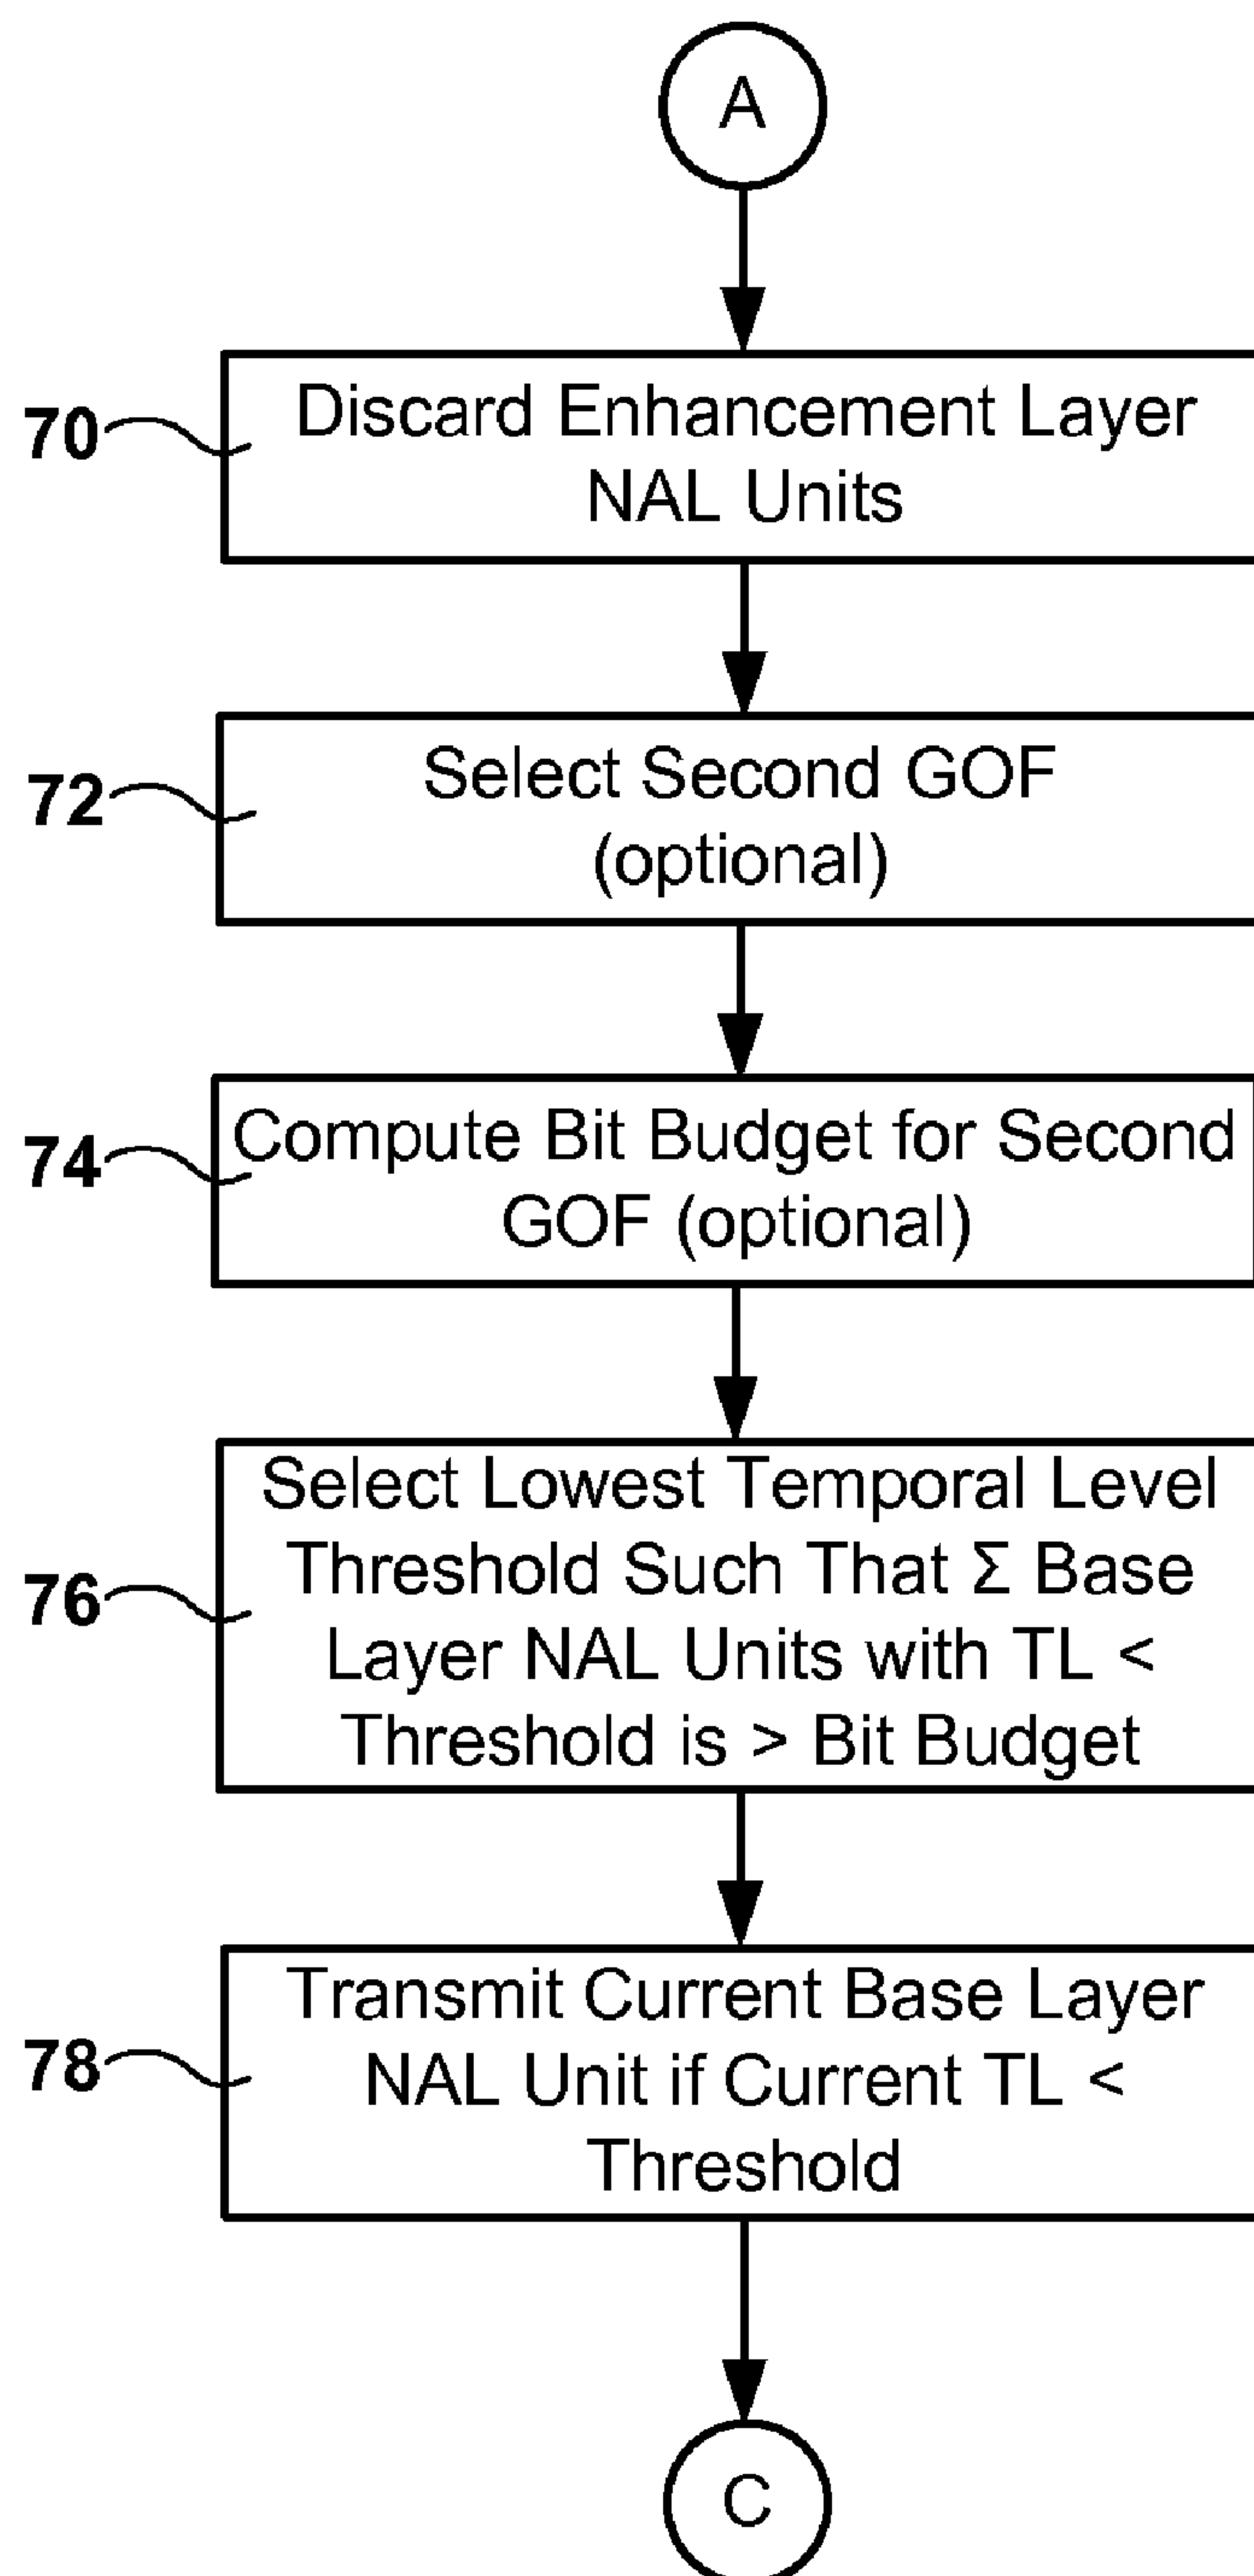 A
70
Discard Enhancement Layer
NAL Units
72
Select Second GOF
(optional)
74
Compute Bit Budget for Second
GOF (optional)
76
Select Lowest Temporal Level
Threshold Such That Σ Base
Layer NAL Units with TL <
Threshold is > Bit Budget
78
Transmit Current Base Layer
NAL Unit if Current TL <
Threshold
C